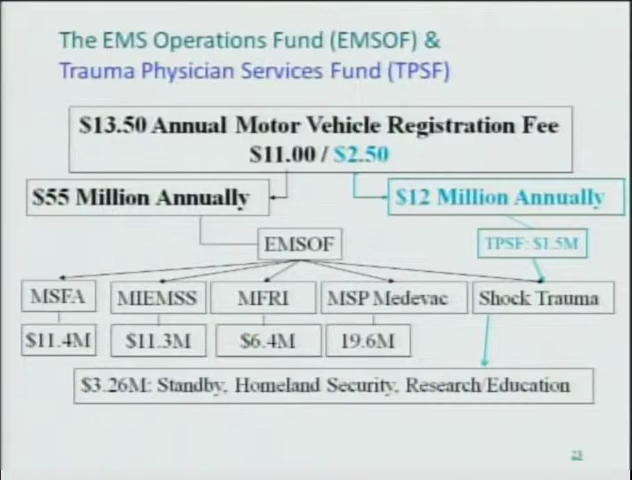 The EMS Operations Fund (EMSOF) &
Trauma Physician Services Fund (TPSF)
$13.50 Annual Motor Vehicle Registration Fee
$11.00 / $2.50
$55 Million Annually
$12 Million Annually
EMSOF
TPSF: $1.5M
MSFA
MIEMSS
MFRI
MSP Medevac
Shock Trauma
$11.4M
$11.3M
$6.4M
19.6M
$3.26M: Standby, Homeland Security, Research/Education
23